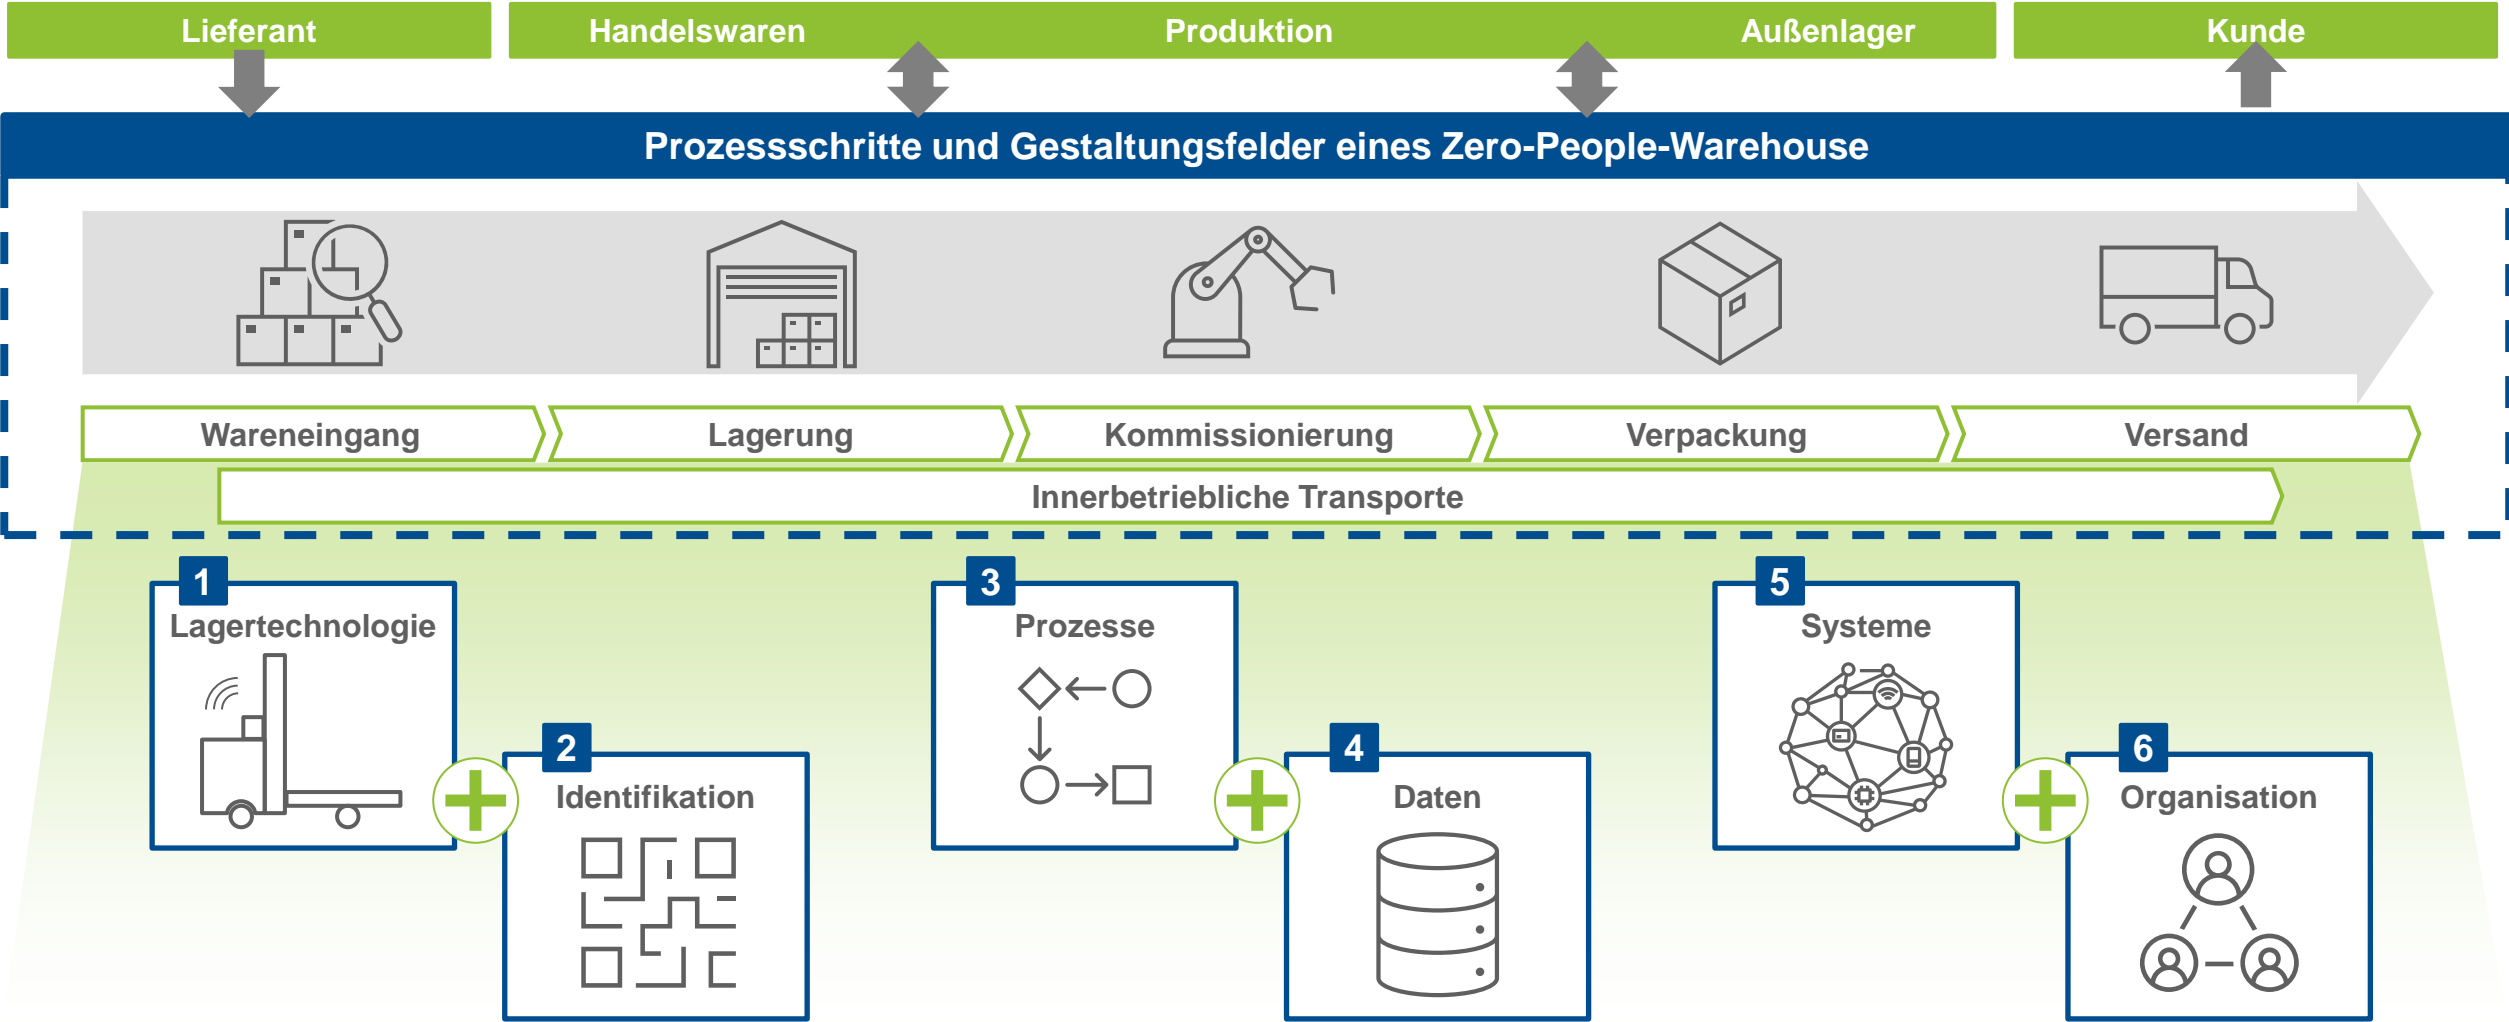 Lieferant
Handelswaren
Produktion
Außenlager
Kunde
Prozessschritte und Gestaltungsfelder eines Zero-People-Warehouse
Wareneingang
Lagerung
Kommissionierung
Verpackung
Versand
Innerbetriebliche Transporte
1
Lagertechnologie
2
Identifikation
3
Prozesse
4
Daten
5
Systeme
6
Organisation